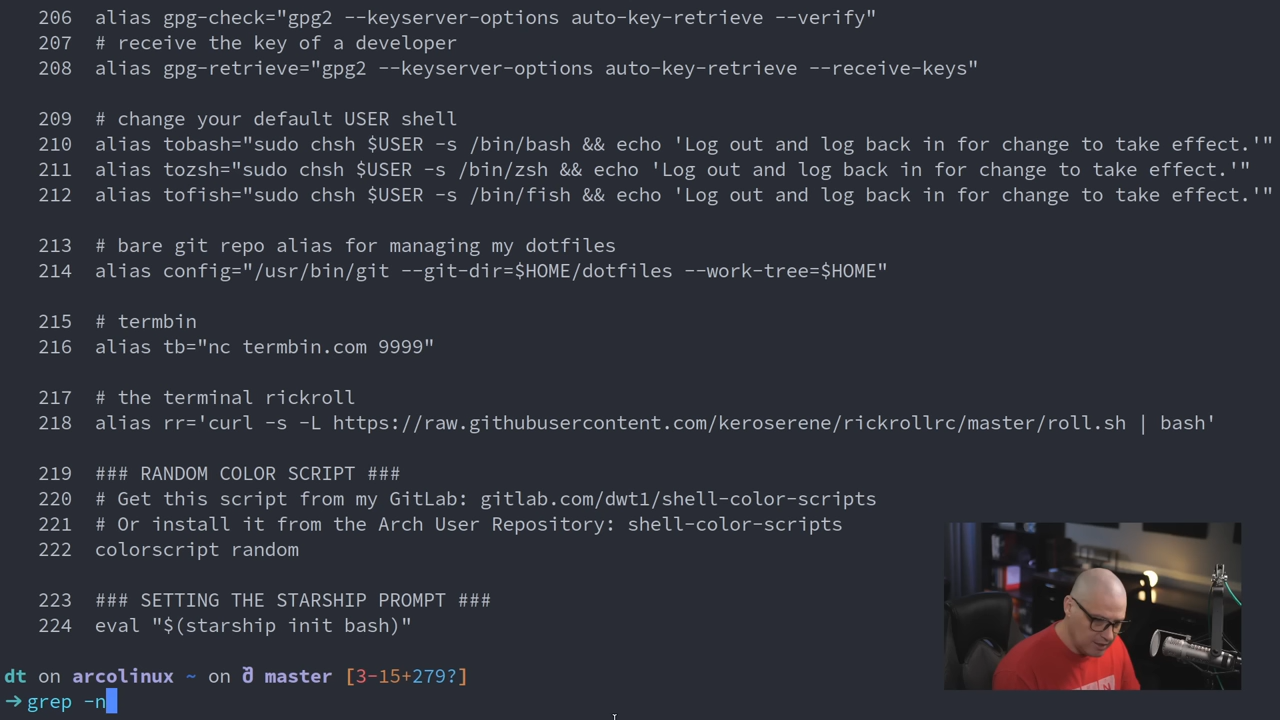 206 alias gpg-check="gpg2 --keyserver-options auto-key-retrieve --verify"
207 # receive the key of a developer
208 alias gpg-retrieve="gpg2 --keyserver-options auto-key-retrieve --receive-keys"
209 # change your default USER shell
210 alias tobash="sudo chsh $USER -s /bin/bash && echo 'Log out and log back in for change to take effect.'"
211 alias tozsh="sudo chsh $USER -s /bin/zsh && echo 'Log out and log back in for change to take effect.'"
212 alias tofish="sudo chsh $USER -s /bin/fish && echo 'Log out and log back in for change to take effect.'"
213 # bare git repo alias for managing my dotfiles
214 alias config="/usr/bin/git --git-dir=$HOME/dotfiles --work-tree=$HOME"
215 # termbin
216 alias tb="nc termbin.com 9999"
217 # the terminal rickroll
218 alias rr='curl -s -L https://raw.githubusercontent.com/keroserene/rickrollrc/master/roll.sh | bash'
219 ### RANDOM COLOR SCRIPT ###
220 # Get this script from my GitLab: gitlab.com/dwt1/shell-color-scripts
221 # Or install it from the Arch User Repository: shell-color-scripts
222 colorscript random
223 ### SETTING THE STARSHIP PROMPT ###
224 eval "$(starship init bash)"
dt on arcolinux ~ on master [3-15+279?]
→ grep -n